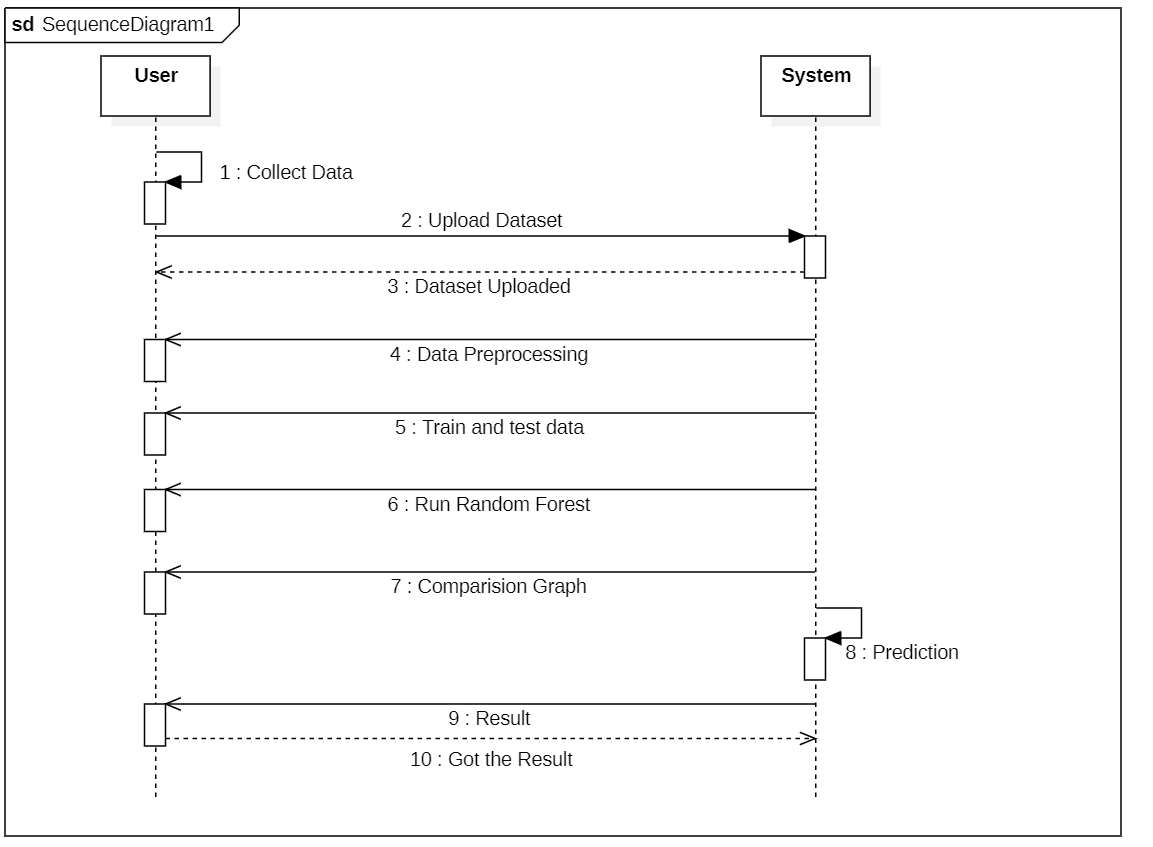 sd SequenceDiagram1
User
System
1 : Collect Data
2 : Upload Dataset
3 : Dataset Uploaded
4 : Data Preprocessing
5 : Train and test data
6 : Run Random Forest
7 : Comparision Graph
8 : Prediction
9 : Result
10 : Got the Result